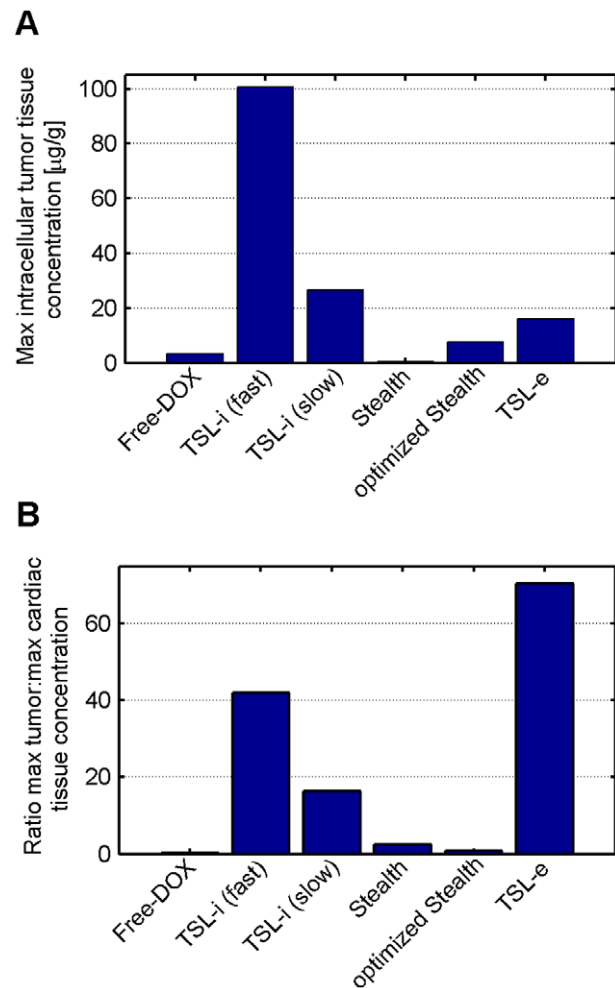 A
Max intracellular tumor tissue
concentration [µg/g]
100
80
60
40
20
0
Free-DOX
TSL-i (fast)
TSL-i (slow)
Stealth
optimized Stealth
TSL-e
B
Ratio max tumor:max cardiac
tissue concentration
60
40
20
0
Free-DOX
TSL-i (fast)
TSL-i (slow)
Stealth
optimized Stealth
TSL-e